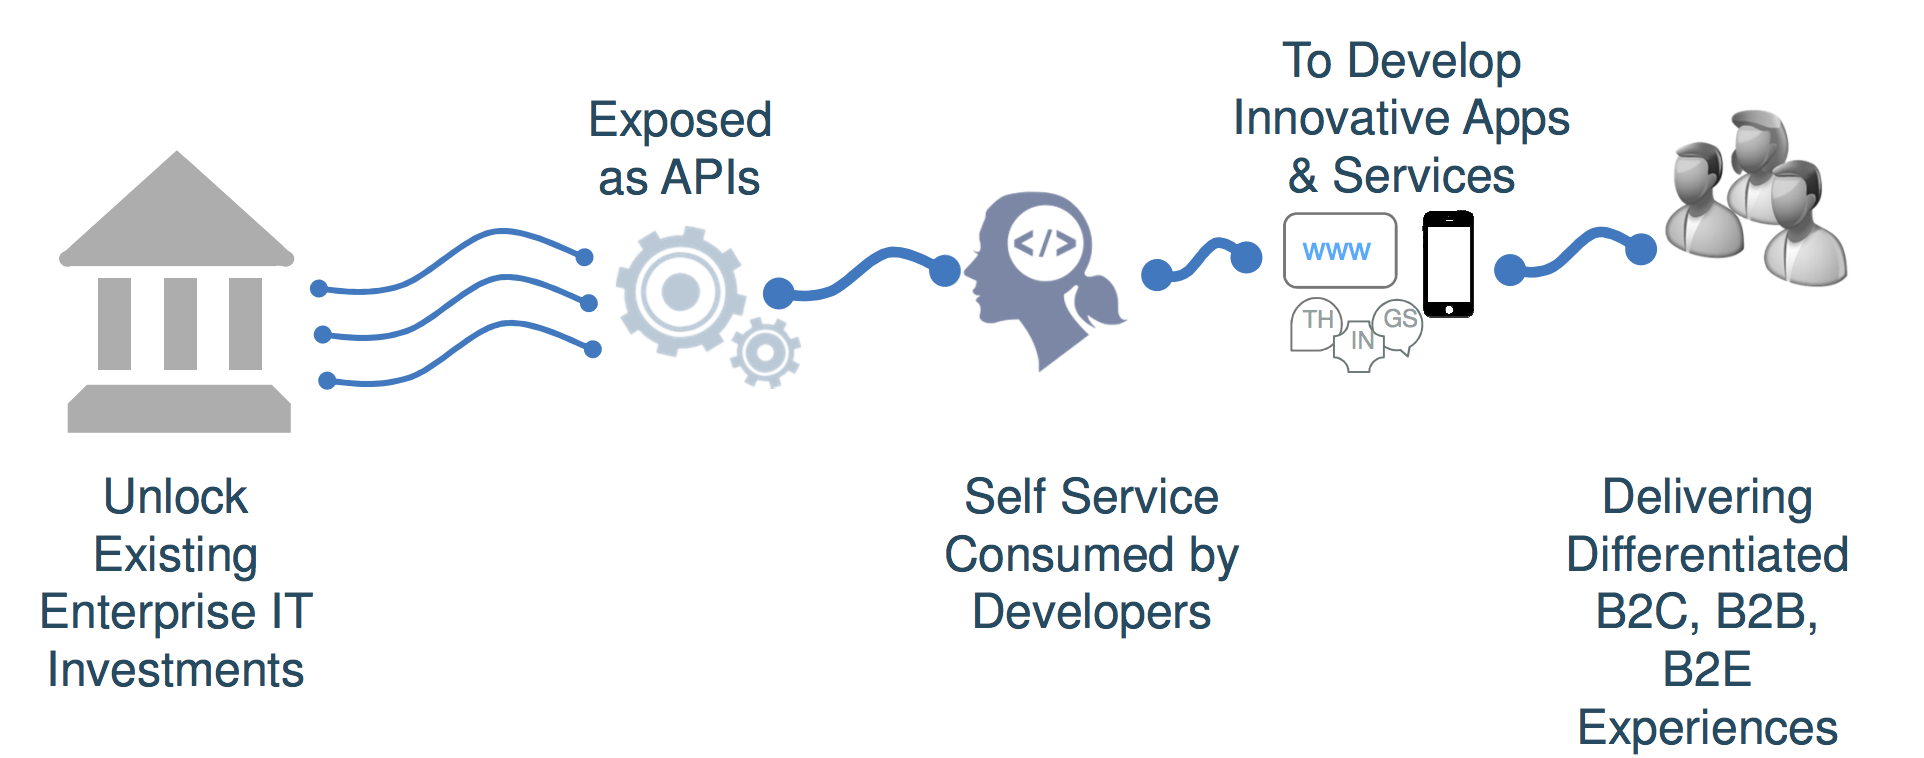 Unlock
Existing
Enterprise IT
Investments
Exposed
as APIs
</>
Self Service
Consumed by
Developers
To Develop
Innovative Apps
& Services
www
TH
IN
GS
Delivering
Differentiated
B2C, B2B,
B2E
Experiences